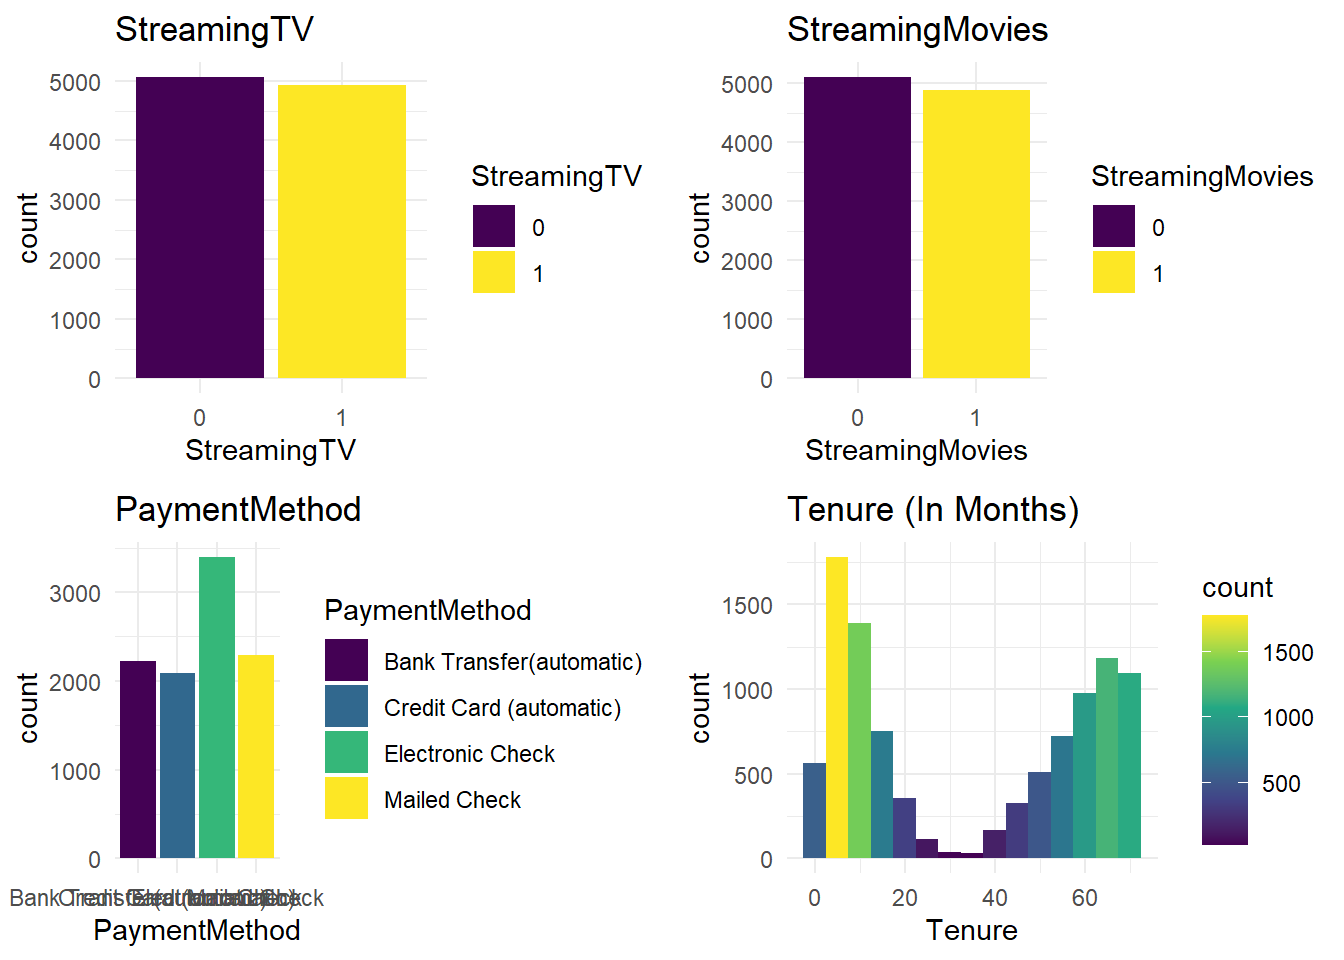 StreamingTV
5000
4000
3000
2000
1000
0
count
0 1
StreamingTV
StreamingTV
0
1
StreamingMovies
5000
4000
3000
2000
1000
0
count
0 1
StreamingMovies
StreamingMovies
0
1
PaymentMethod
3000
2000
1000
0
count
PaymentMethod
PaymentMethod
Bank Transfer(automatic)
Credit Card (automatic)
Electronic Check
Mailed Check
Tenure (In Months)
1500
1000
500
0
count
0 20 40 60
Tenure
count
1500
1000
500